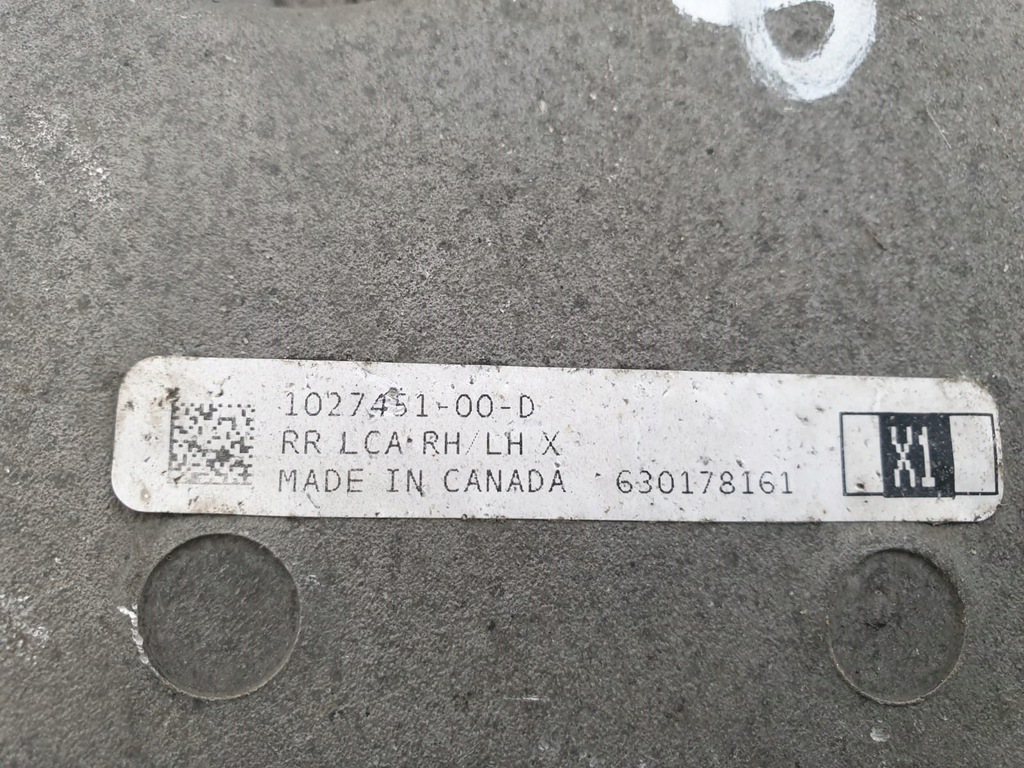 1027451-00-D
RR LCA RH/LH X
MADE IN CANADA 630178161
X1